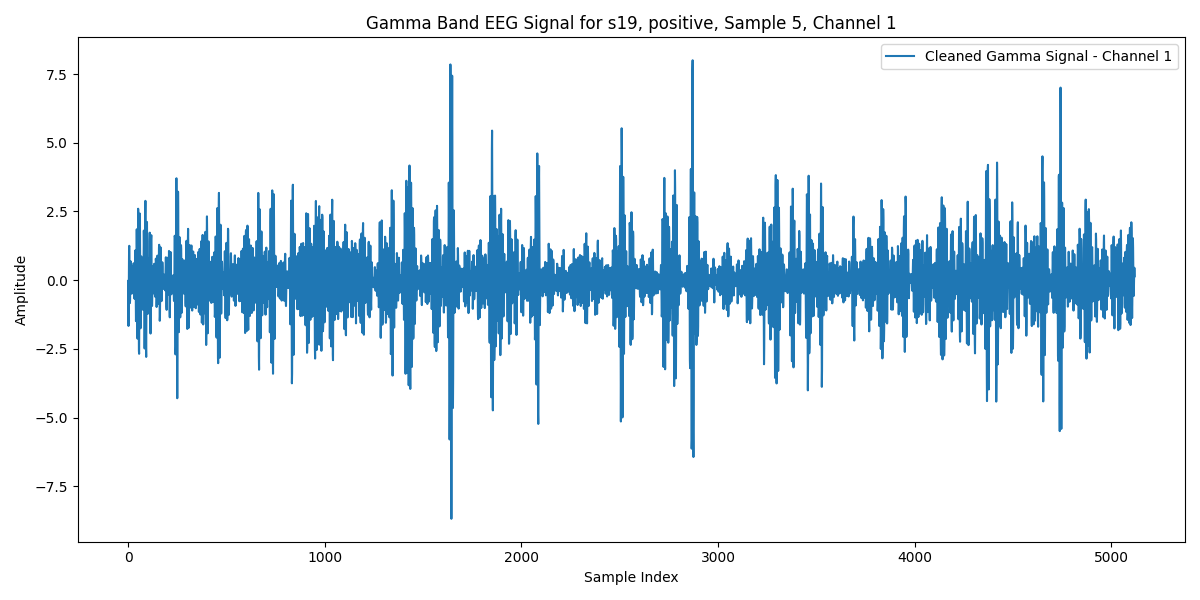 Gamma Band EEG Signal for s19, positive, Sample 5, Channel 1
Cleaned Gamma Signal - Channel 1
7.5
5.0
2.5
0.0
−2.5
−5.0
−7.5
Amplitude
0 1000 2000 3000 4000 5000
Sample Index